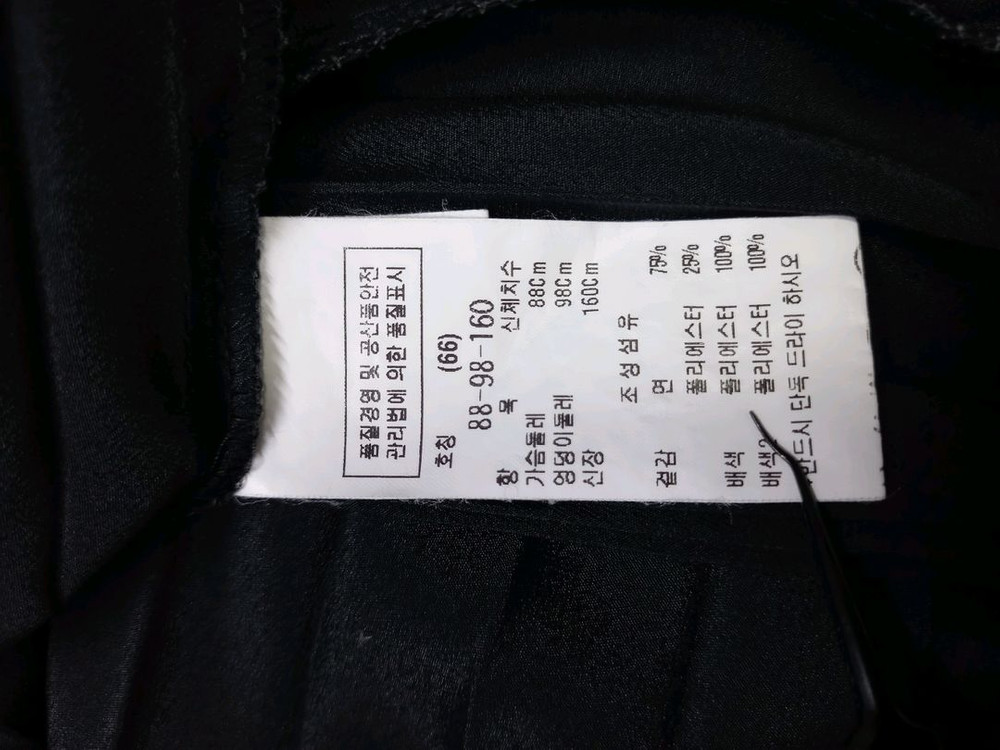 품질경영 및 공산품안전
관리법에 의한 품질표시
호칭 (66)
88-98-160
항 목 신체치수
가슴둘레 88Cm
엉덩이둘레 98Cm
신장 160Cm
조성섬유
겉감 면 75%
폴리에스터 25%
배색 폴리에스터 100%
배색2 폴리에스터 100%
반드시 단독 드라이 하시오